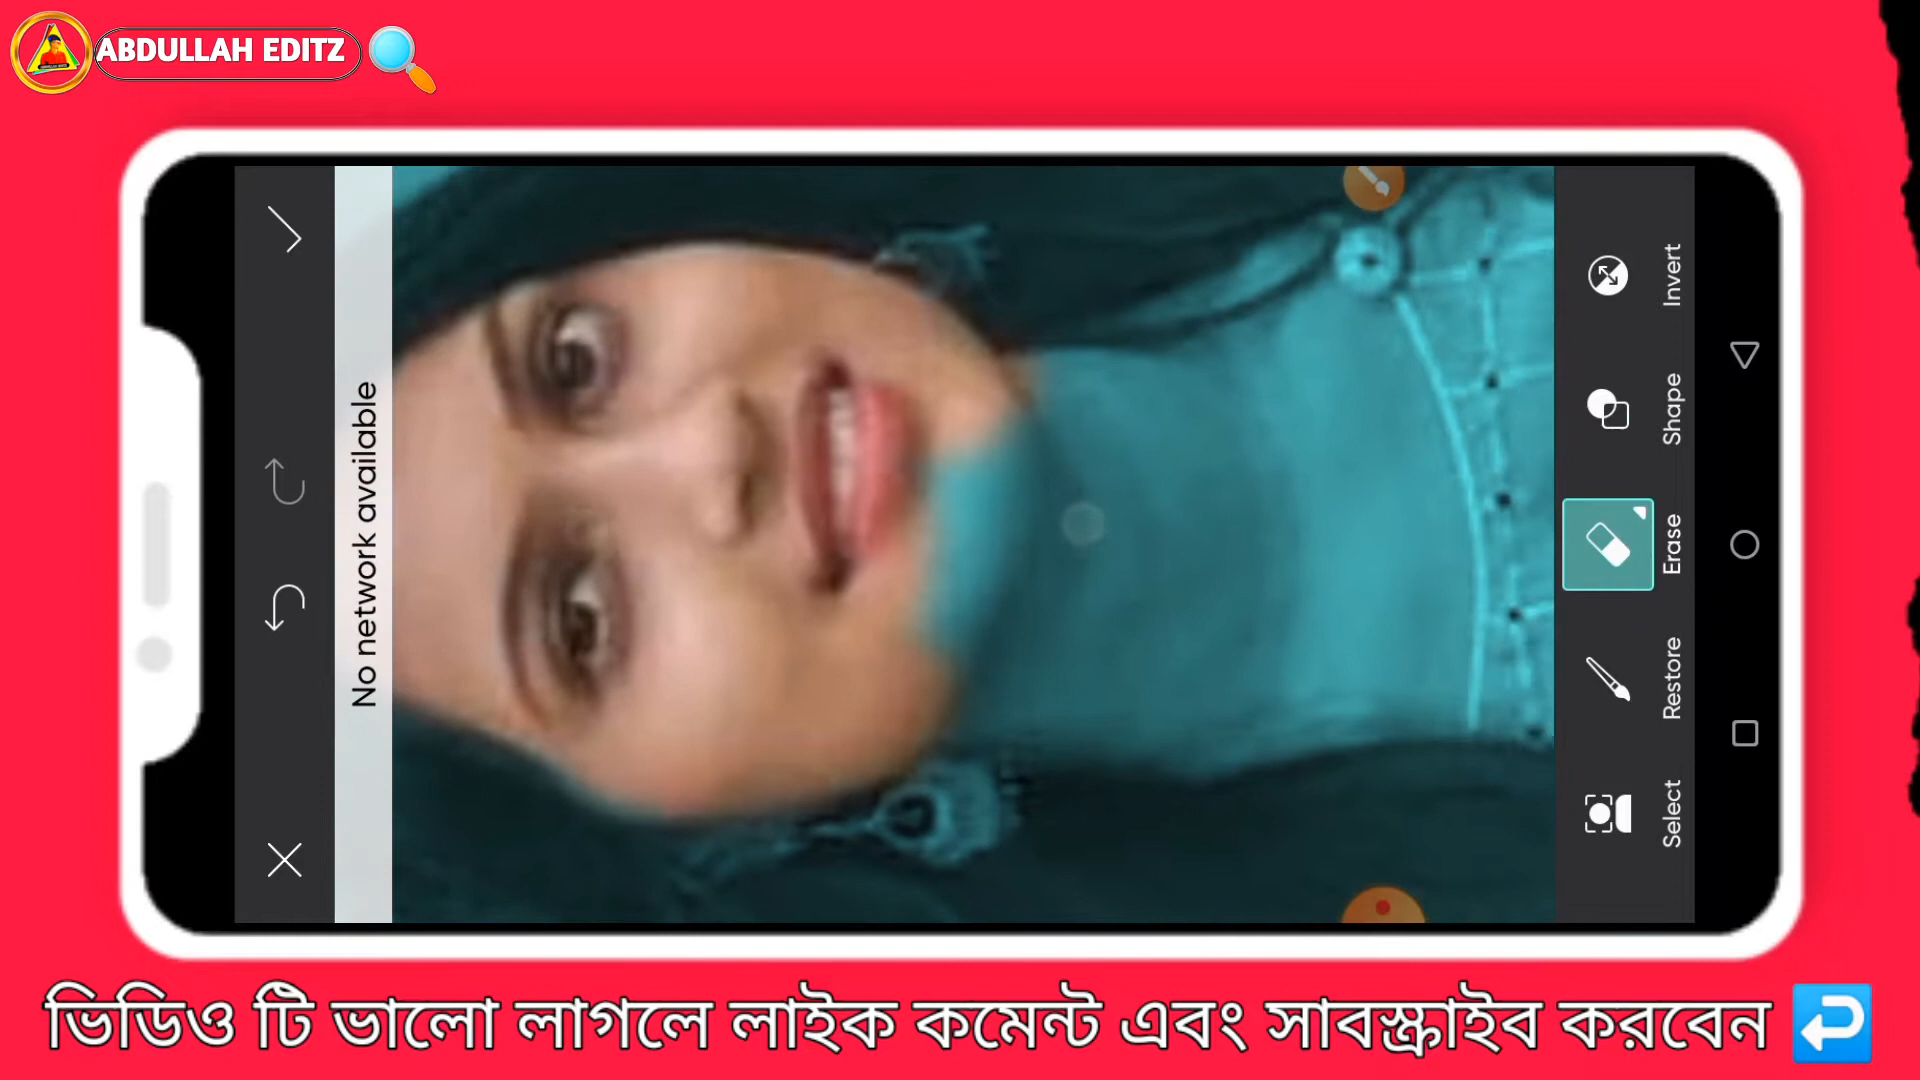 ABDULLAH EDITZ
No network available
Invert
Shape
Erase
Restore
Select
ভিডিও টি ভালো লাগলে লাইক কমেন্ট এবং সাবস্ক্রাইব করবেন